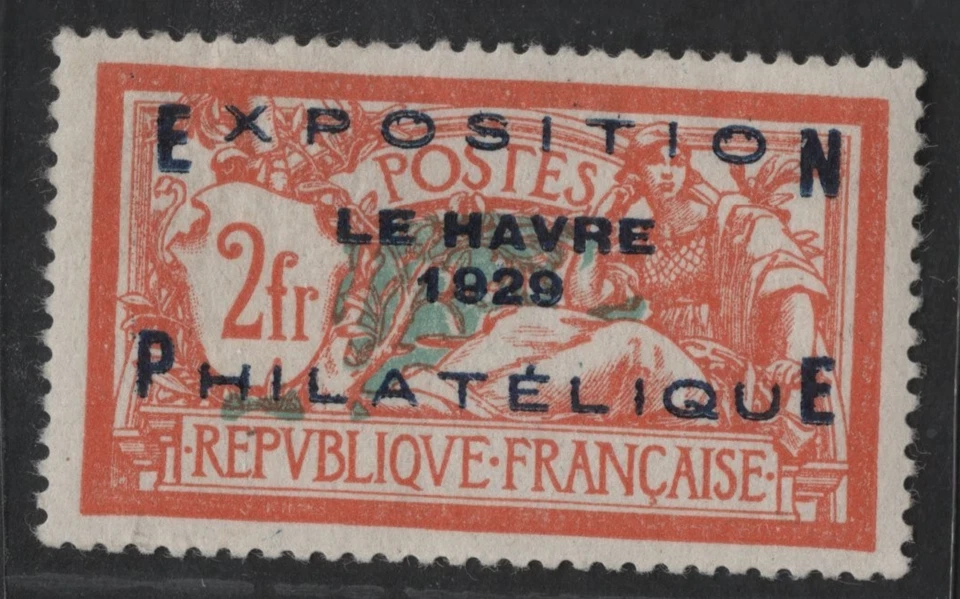 EXPOSITION
POSTES
LE HAVRE
1929
2fr
PHILATÉLIQUE
·REPVBLIQVE·FRANÇAISE·